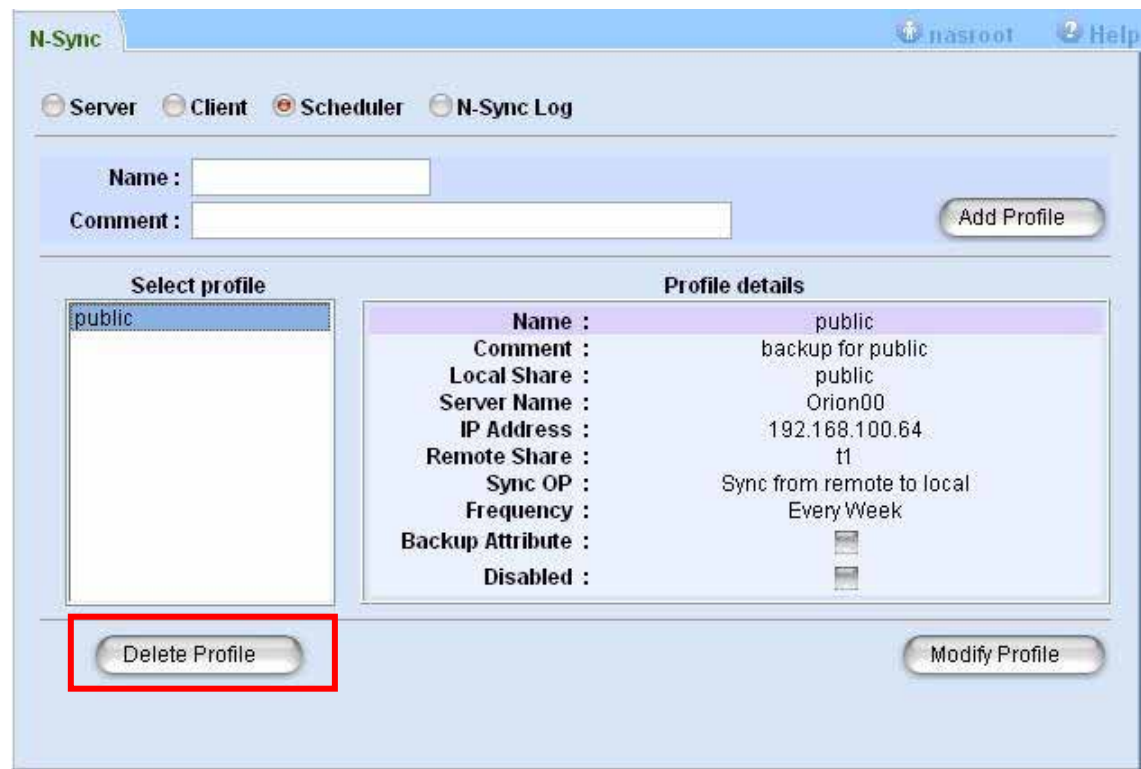 N-Sync nasroot Help
Server Client Scheduler N-Sync Log
Name :
Comment :
Add Profile
Select profile
public
Profile details
Name : public
Comment : backup for public
Local Share : public
Server Name : Orion00
IP Address : 192.168.100.64
Remote Share : t1
Sync OP : Sync from remote to local
Frequency : Every Week
Backup Attribute :
Disabled :
Delete Profile
Modify Profile